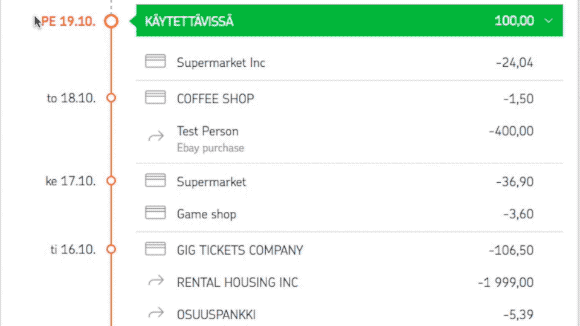 PE 19.10. KÄYTETTÄVISSÄ 100,00
Supermarket Inc -24,04
to 18.10. COFFEE SHOP -1,50
Test Person -400,00
Ebay purchase
ke 17.10. Supermarket -36,90
Game shop -3,60
ti 16.10. GIG TICKETS COMPANY -106,50
RENTAL HOUSING INC -1 999,00
OSUUSPANKKI -5,39